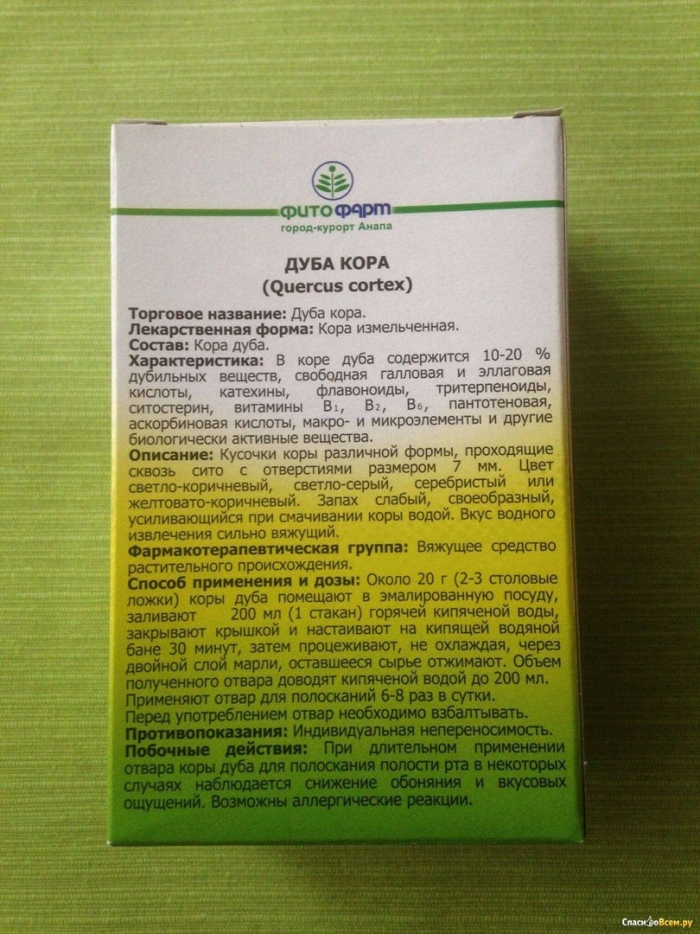 фито фарм
город-курорт Анапа
ДУБА КОРА
(Quercus cortex)
Торговое название: Дуба кора.
Лекарственная форма: Кора измельченная.
Состав: Кора дуба.
Характеристика: В коре дуба содержится 10-20 %
дубильных веществ, свободная галловая и эллаговая
кислоты, катехины, флавоноиды, тритерпеноиды,
ситостерин, витамины В₁, В₂, В₆, пантотеновая,
аскорбиновая кислоты, макро- и микроэлементы и другие
биологически активные вещества.
Описание: Кусочки коры различной формы, проходящие
сквозь сито с отверстиями размером 7 мм. Цвет
светло-коричневый, светло-серый, серебристый или
желтовато-коричневый. Запах слабый, своеобразный,
усиливающийся при смачивании коры водой. Вкус водного
извлечения сильно вяжущий.
Фармакотерапевтическая группа: Вяжущее средство
растительного происхождения.
Способ применения и дозы: Около 20 г (2-3 столовые
ложки) коры дуба помещают в эмалированную посуду,
заливают 200 мл (1 стакан) горячей кипяченой воды,
закрывают крышкой и настаивают на кипящей водяной
бане 30 минут, затем процеживают, не охлаждая, через
двойной слой марли, оставшееся сырье отжимают. Объем
полученного отвара доводят кипяченой водой до 200 мл.
Применяют отвар для полосканий 6-8 раз в сутки.
Перед употреблением отвар необходимо взбалтывать.
Противопоказания: Индивидуальная непереносимость.
Побочные действия: При длительном применении
отвара коры дуба для полоскания полости рта в некоторых
случаях наблюдается снижение обоняния и вкусовых
ощущений. Возможны аллергические реакции.
СпасибоВсем.ру